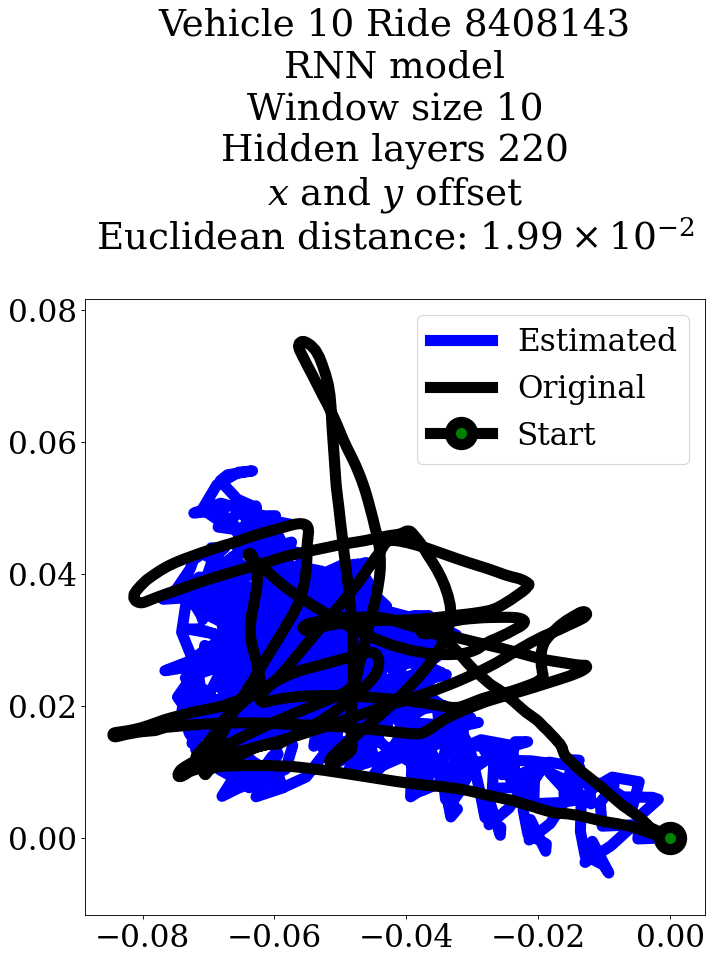 Vehicle 10 Ride 8408143
RNN model
Window size 10
Hidden layers 220
x and y offset
Euclidean distance: 1.99 × 10⁻²
0.08
0.06
0.04
0.02
0.00
Estimated
Original
Start
−0.08 −0.06 −0.04 −0.02 0.00